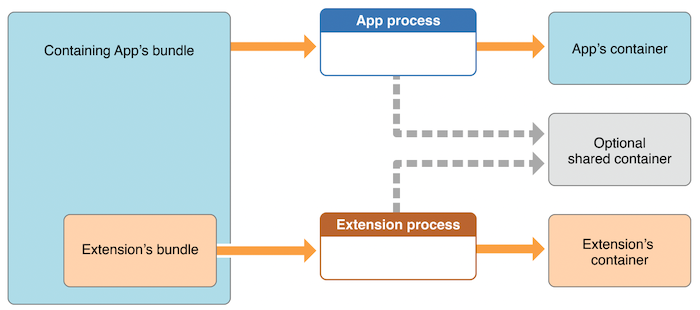 Containing App's bundle
App process
App's container
Optional
shared container
Extension's bundle
Extension process
Extension's
container